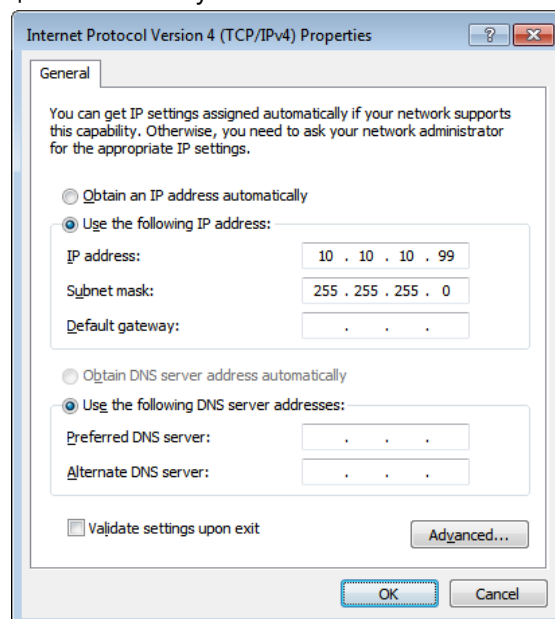 Internet Protocol Version 4 (TCP/IPv4) Properties
General
You can get IP settings assigned automatically if your network supports
this capability. Otherwise, you need to ask your network administrator
for the appropriate IP settings.
Obtain an IP address automatically
Use the following IP address:
IP address: 10 . 10 . 10 . 99
Subnet mask: 255 . 255 . 255 . 0
Default gateway: . . .
Obtain DNS server address automatically
Use the following DNS server addresses:
Preferred DNS server: . . .
Alternate DNS server: . . .
Validate settings upon exit
Advanced...
OK Cancel